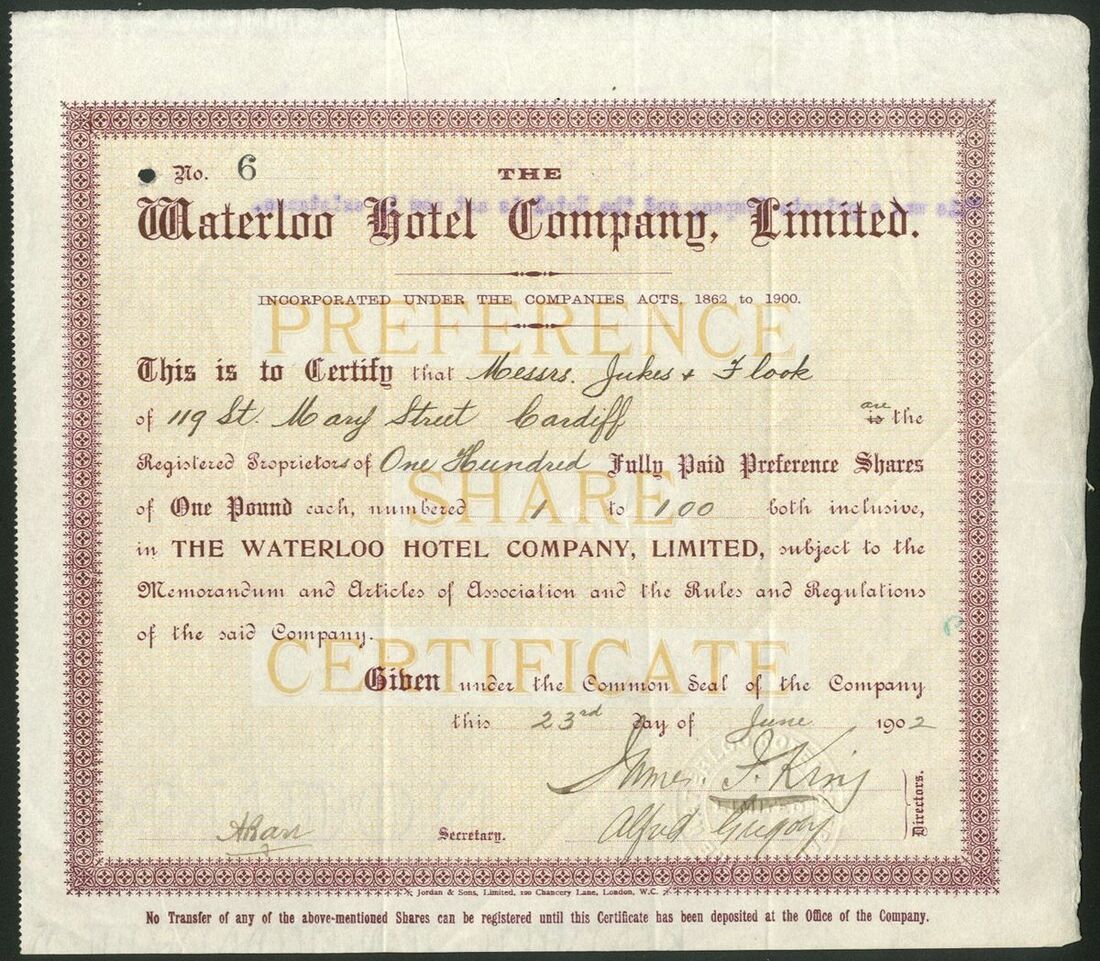 No. 6
THE
Waterloo Hotel Company, Limited.
INCORPORATED UNDER THE COMPANIES ACTS, 1862 to 1900.
PREFERENCE
This is to Certify that Messrs. Jukes & Flook
of 119 St. Mary Street Cardiff are is the
Registered Proprietors of One Hundred Fully Paid Preference Shares
SHARE
of One Pound each, numbered 1 to 100 both inclusive,
in THE WATERLOO HOTEL COMPANY, LIMITED, subject to the
Memorandum and Articles of Association and the Rules and Regulations
of the said Company.
CERTIFICATE
Given under the Common Seal of the Company
this 23rd day of June 1902
James I. King
Alfred Gregory
Directors.
Secretary.
Jordan & Sons, Limited, 120 Chancery Lane, London, W.C.
No Transfer of any of the above-mentioned Shares can be registered until this Certificate has been deposited at the Office of the Company.